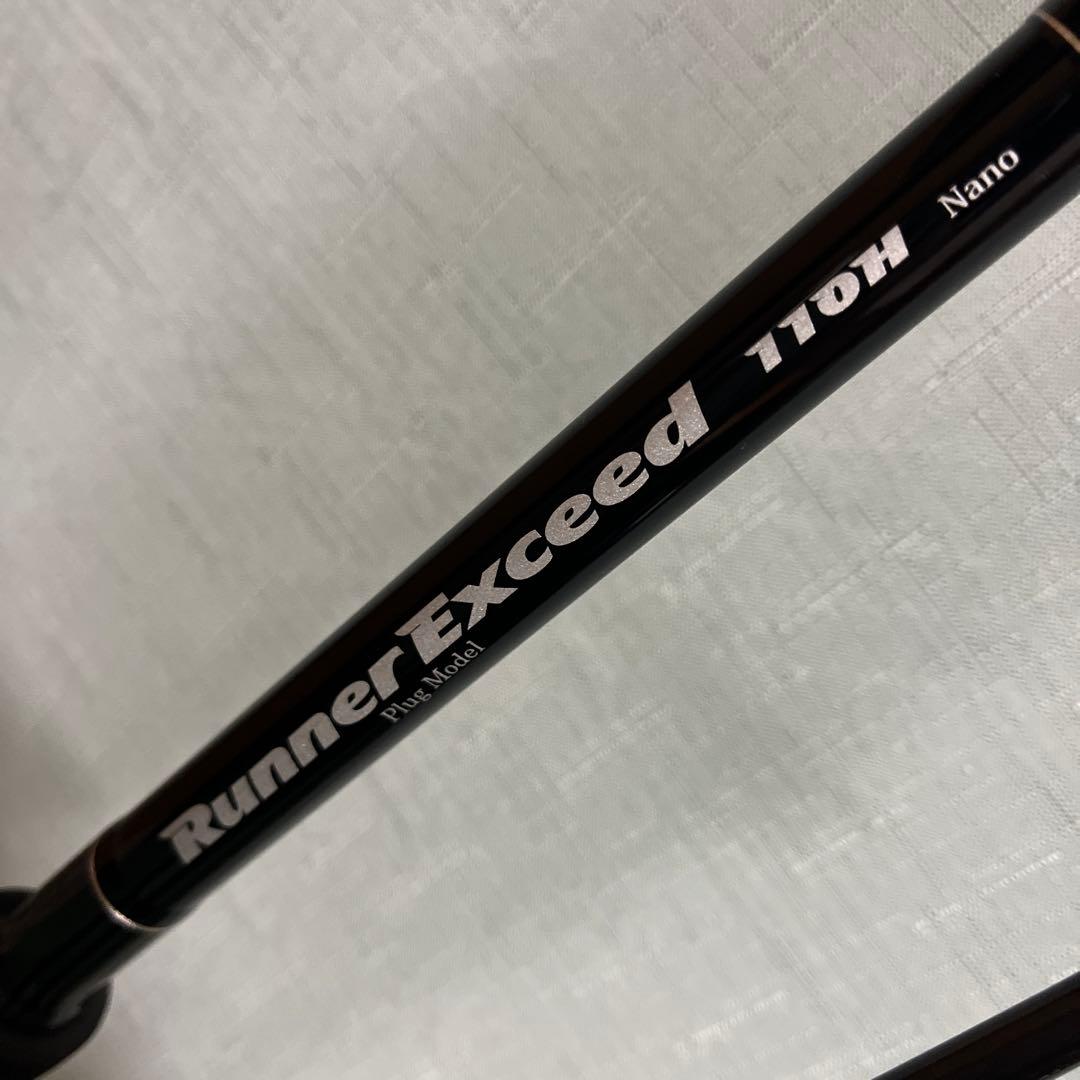 Runner Exceed 110H Nano
Plug Model